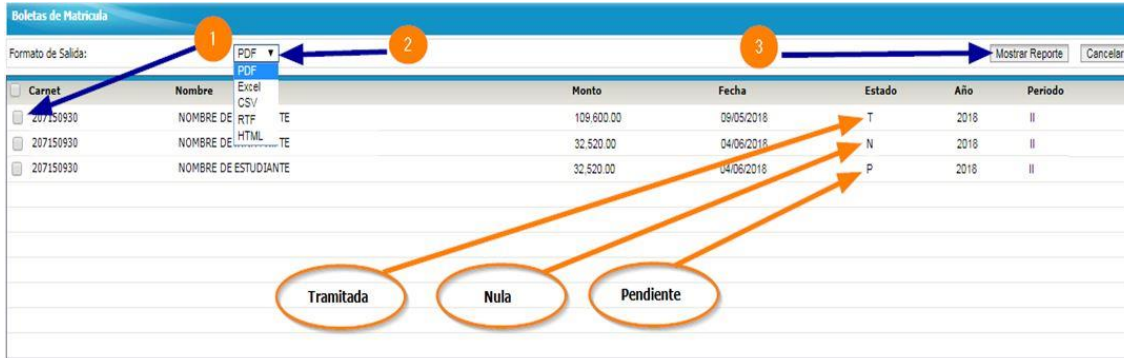 Boletas de Matricula
1
2
3
Formato de Salida:
PDF
Mostrar Reporte
Cancelar
PDF
Excel
CSV
RTF
HTML
Carnet Nombre Monto Fecha Estado Año Periodo
207150930 NOMBRE DE TE 109,600.00 09/05/2018 T 2018 II
207150930 NOMBRE DE TE 32,520.00 04/06/2018 N 2018 II
207150930 NOMBRE DE ESTUDIANTE 32,520.00 04/06/2018 P 2018 II
Tramitada
Nula
Pendiente